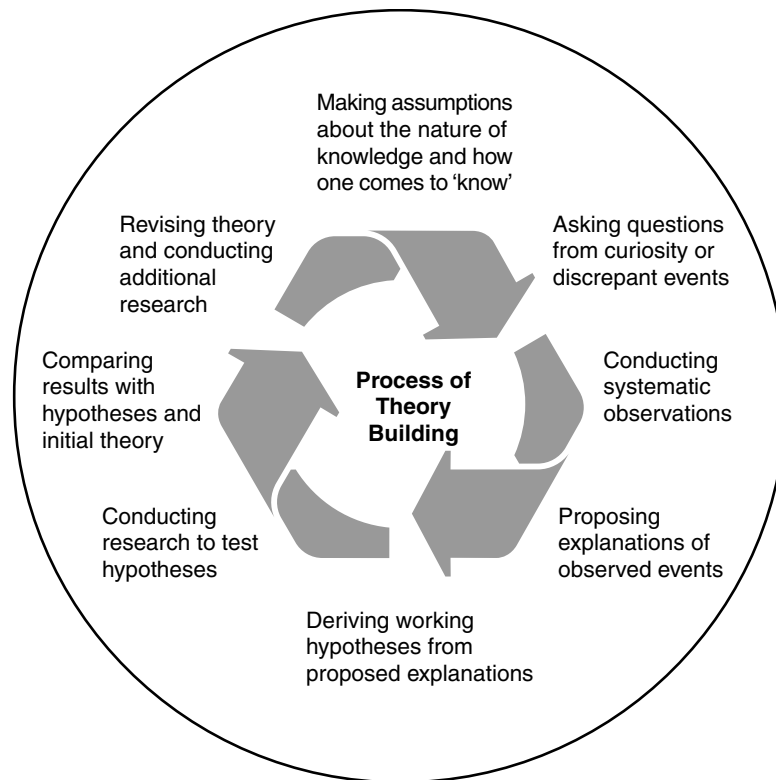 Making assumptions
about the nature of
knowledge and how
one comes to ‘know’
Asking questions
from curiosity or
discrepant events
Conducting
systematic
observations
Proposing
explanations of
observed events
Deriving working
hypotheses from
proposed explanations
Conducting
research to test
hypotheses
Comparing
results with
hypotheses and
initial theory
Revising theory
and conducting
additional
research
Process of
Theory
Building